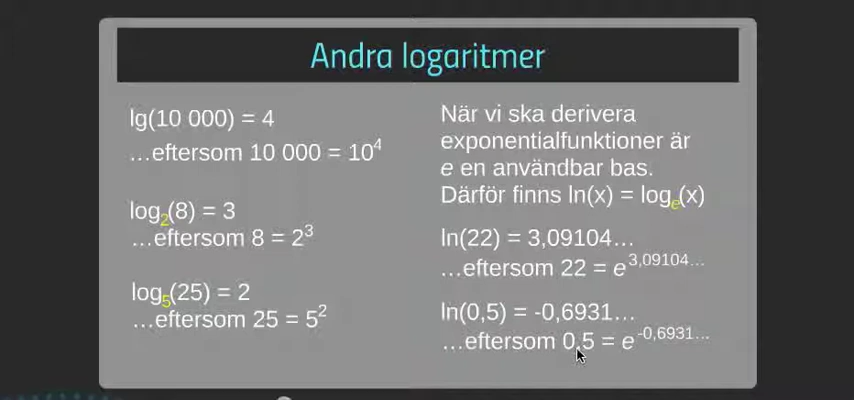 Andra logaritmer
lg(10 000) = 4
…eftersom 10 000 = 10⁴
log₂(8) = 3
…eftersom 8 = 2³
log₅(25) = 2
…eftersom 25 = 5²
När vi ska derivera
exponentialfunktioner är
e en användbar bas.
Därför finns ln(x) = logₑ(x)
ln(22) = 3,09104…
…eftersom 22 = e^3,09104…
ln(0,5) = -0,6931…
…eftersom 0,5 = e^-0,6931…